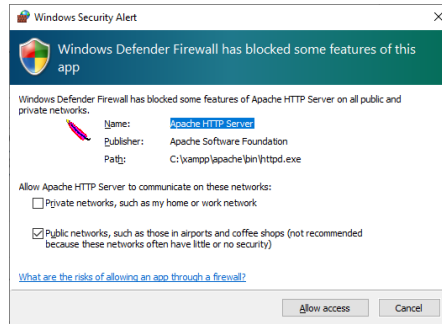 Windows Security Alert
Windows Defender Firewall has blocked some features of this
app
Windows Defender Firewall has blocked some features of Apache HTTP Server on all public and
private networks.
Name: Apache HTTP Server
Publisher: Apache Software Foundation
Path: C:\xampp\apache\bin\httpd.exe
Allow Apache HTTP Server to communicate on these networks:
Private networks, such as my home or work network
Public networks, such as those in airports and coffee shops (not recommended
because these networks often have little or no security)
What are the risks of allowing an app through a firewall?
Allow access Cancel